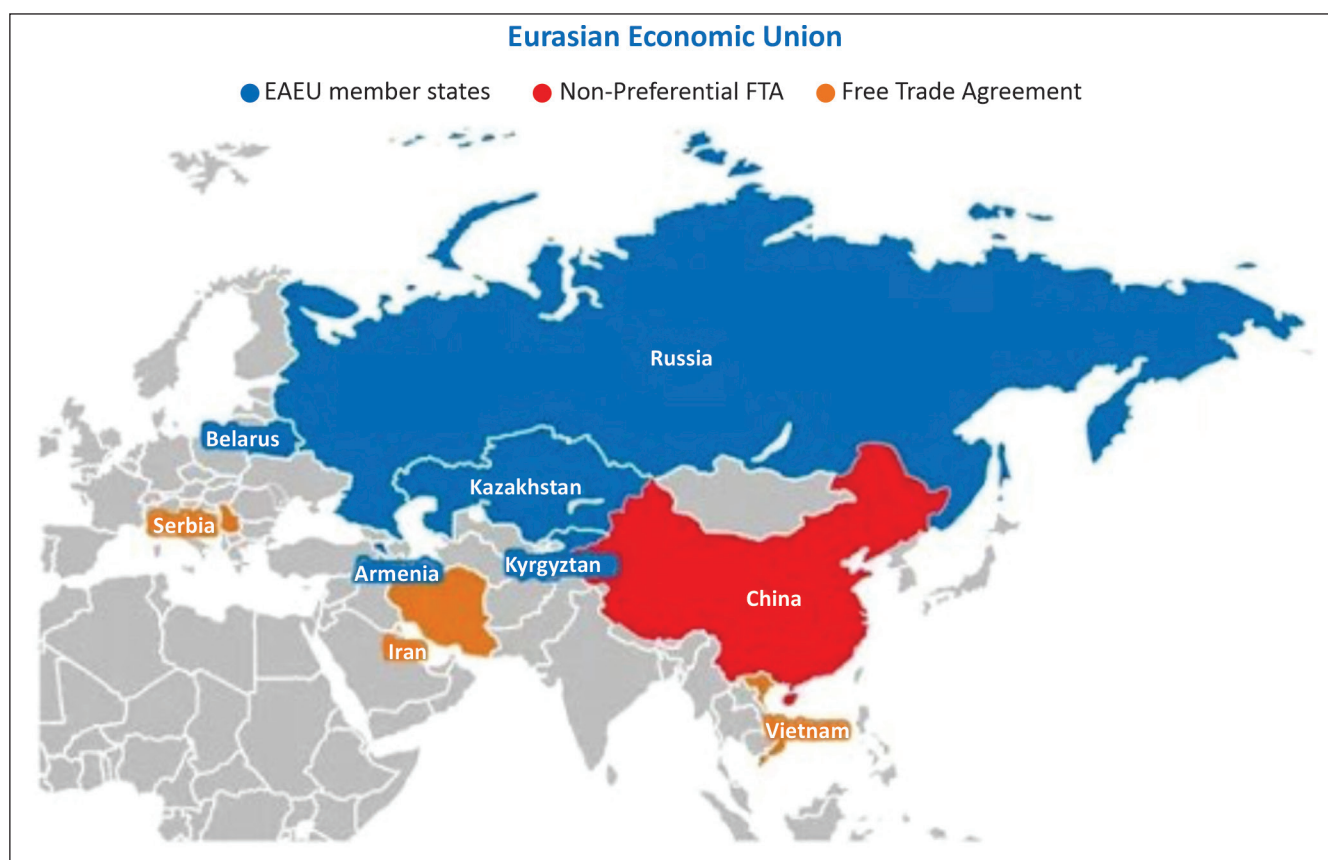 Eurasian Economic Union
EAEU member states
Non-Preferential FTA
Free Trade Agreement
Russia
Belarus
Kazakhstan
Serbia
Kyrgyztan
Armenia
China
Iran
Vietnam